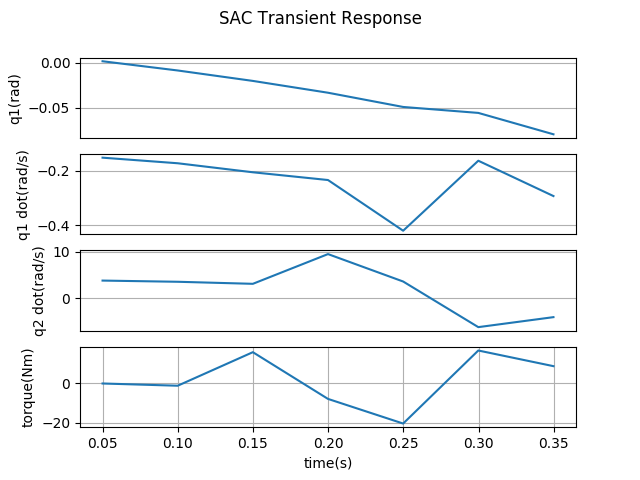 SAC Transient Response
0.00
−0.05
q1(rad)
−0.2
−0.4
q1 dot(rad/s)
10
0
q2 dot(rad/s)
0
−20
torque(Nm)
0.05 0.10 0.15 0.20 0.25 0.30 0.35
time(s)